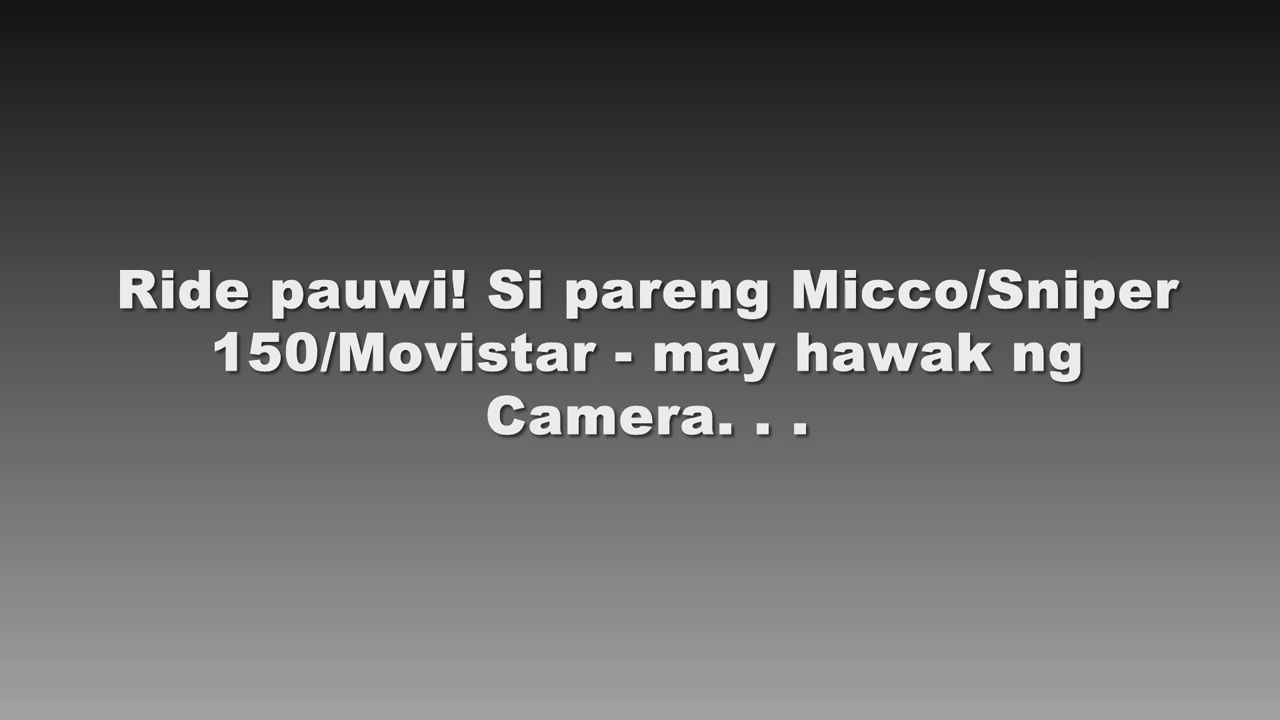 Ride pauwi! Si pareng Micco/Sniper
150/Movistar - may hawak ng
Camera. . .